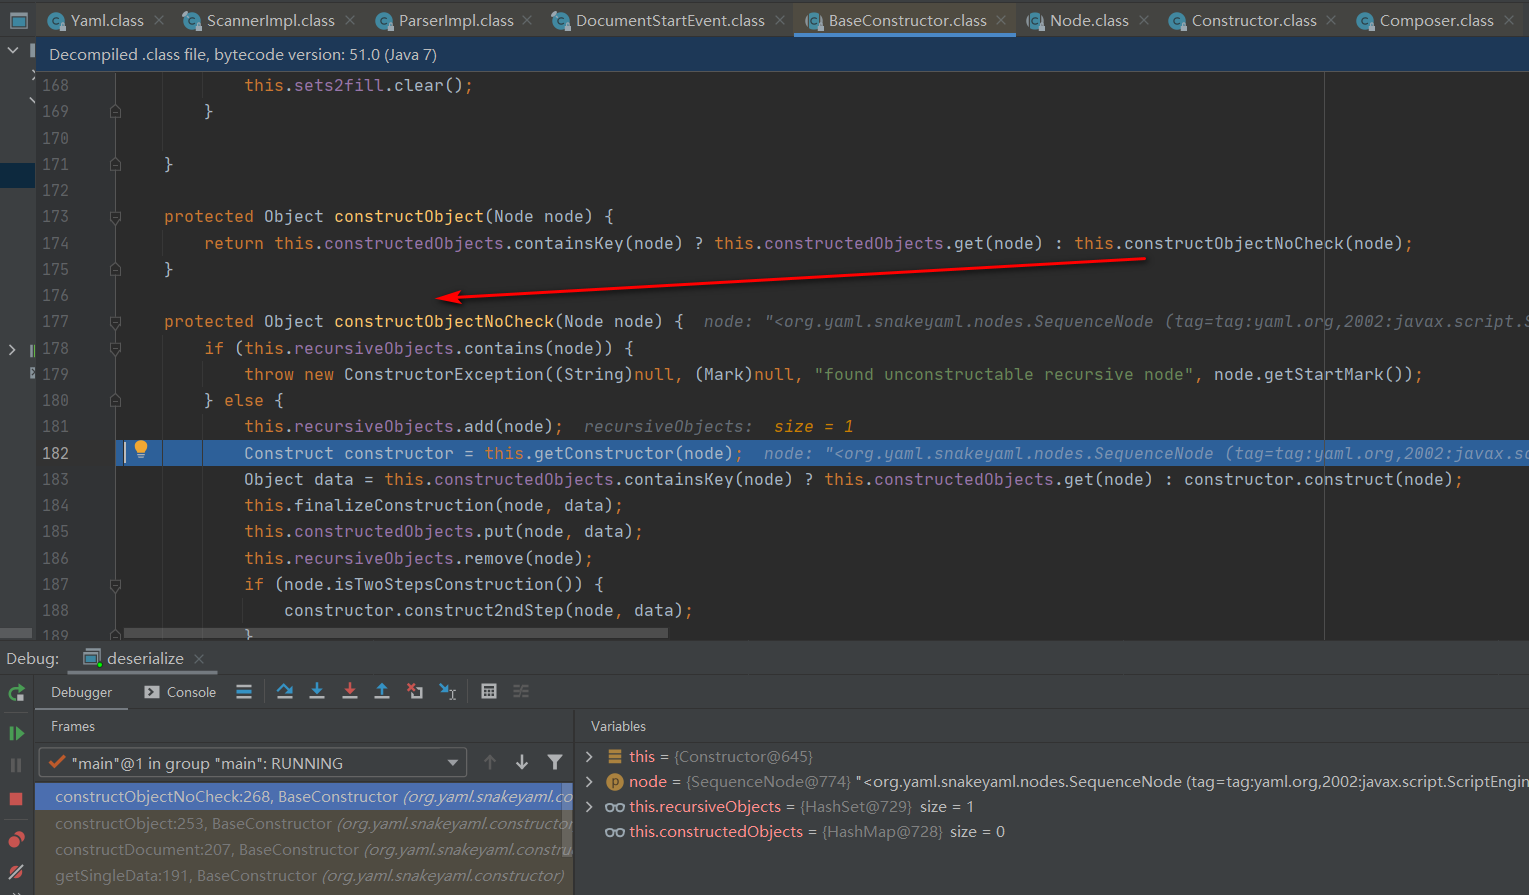 Yaml.class ScannerImpl.class ParserImpl.class DocumentStartEvent.class BaseConstructor.class Node.class Constructor.class Composer.class
Decompiled .class file, bytecode version: 51.0 (Java 7)
168 this.sets2fill.clear();
169 }
170
171 }
172
173 protected Object constructObject(Node node) {
174 return this.constructedObjects.containsKey(node) ? this.constructedObjects.get(node) : this.constructObjectNoCheck(node);
175 }
176
177 protected Object constructObjectNoCheck(Node node) { node: "<org.yaml.snakeyaml.nodes.SequenceNode (tag=tag:yaml.org,2002:javax.script.S
178 if (this.recursiveObjects.contains(node)) {
179 throw new ConstructorException((String)null, (Mark)null, "found unconstructable recursive node", node.getStartMark());
180 } else {
181 this.recursiveObjects.add(node); recursiveObjects: size = 1
182 Construct constructor = this.getConstructor(node); node: "<org.yaml.snakeyaml.nodes.SequenceNode (tag=tag:yaml.org,2002:javax.sc
183 Object data = this.constructedObjects.containsKey(node) ? this.constructedObjects.get(node) : constructor.construct(node);
184 this.finalizeConstruction(node, data);
185 this.constructedObjects.put(node, data);
186 this.recursiveObjects.remove(node);
187 if (node.isTwoStepsConstruction()) {
188 constructor.construct2ndStep(node, data);
189 }
Debug: deserialize
Debugger Console
Frames
Variables
"main"@1 in group "main": RUNNING
constructObjectNoCheck:268, BaseConstructor (org.yaml.snakeyaml.co
constructObject:253, BaseConstructor (org.yaml.snakeyaml.constructor
constructDocument:207, BaseConstructor (org.yaml.snakeyaml.constru
getSingleData:191, BaseConstructor (org.yaml.snakeyaml.constructor)
this = {Constructor@645}
node = {SequenceNode@774} "<org.yaml.snakeyaml.nodes.SequenceNode (tag=tag:yaml.org,2002:javax.script.ScriptEngin
this.recursiveObjects = {HashSet@729} size = 1
this.constructedObjects = {HashMap@728} size = 0